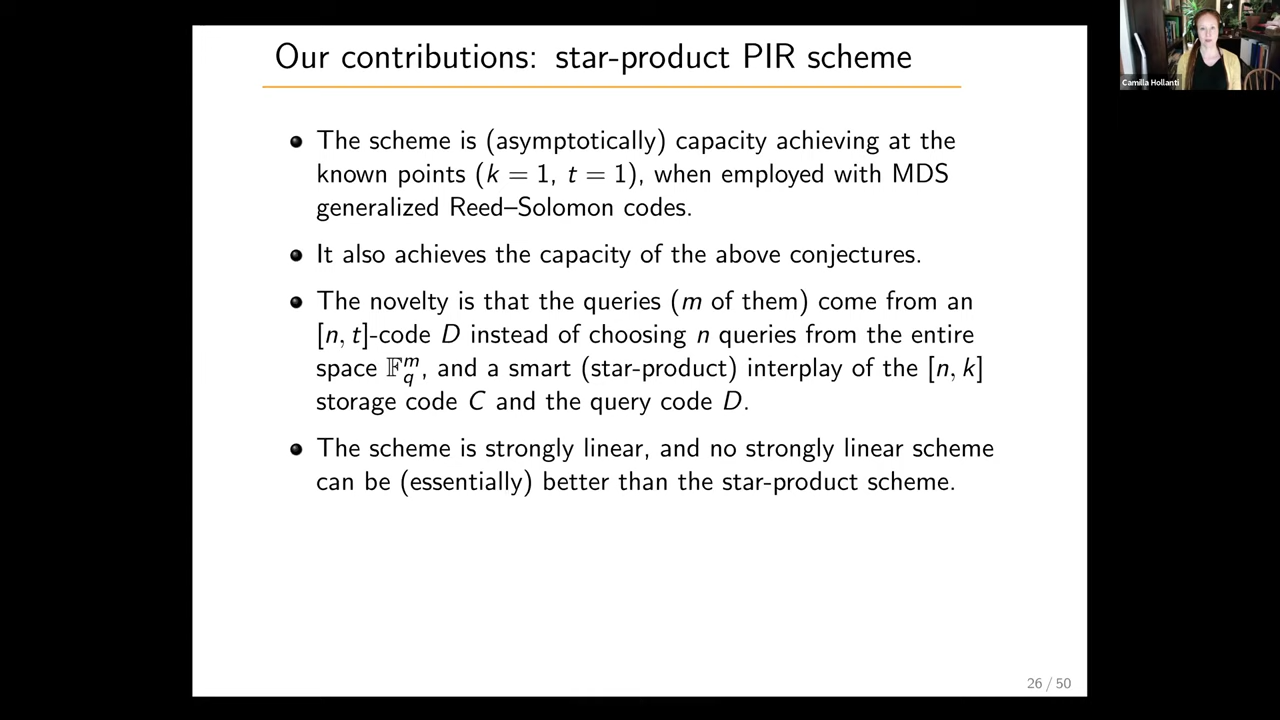 Our contributions: star-product PIR scheme
Camilla Hollanti
• The scheme is (asymptotically) capacity achieving at the
known points (k = 1, t = 1), when employed with MDS
generalized Reed–Solomon codes.
• It also achieves the capacity of the above conjectures.
• The novelty is that the queries (m of them) come from an
[n, t]-code D instead of choosing n queries from the entire
space 𝔽_q^m, and a smart (star-product) interplay of the [n, k]
storage code C and the query code D.
• The scheme is strongly linear, and no strongly linear scheme
can be (essentially) better than the star-product scheme.
26 / 50